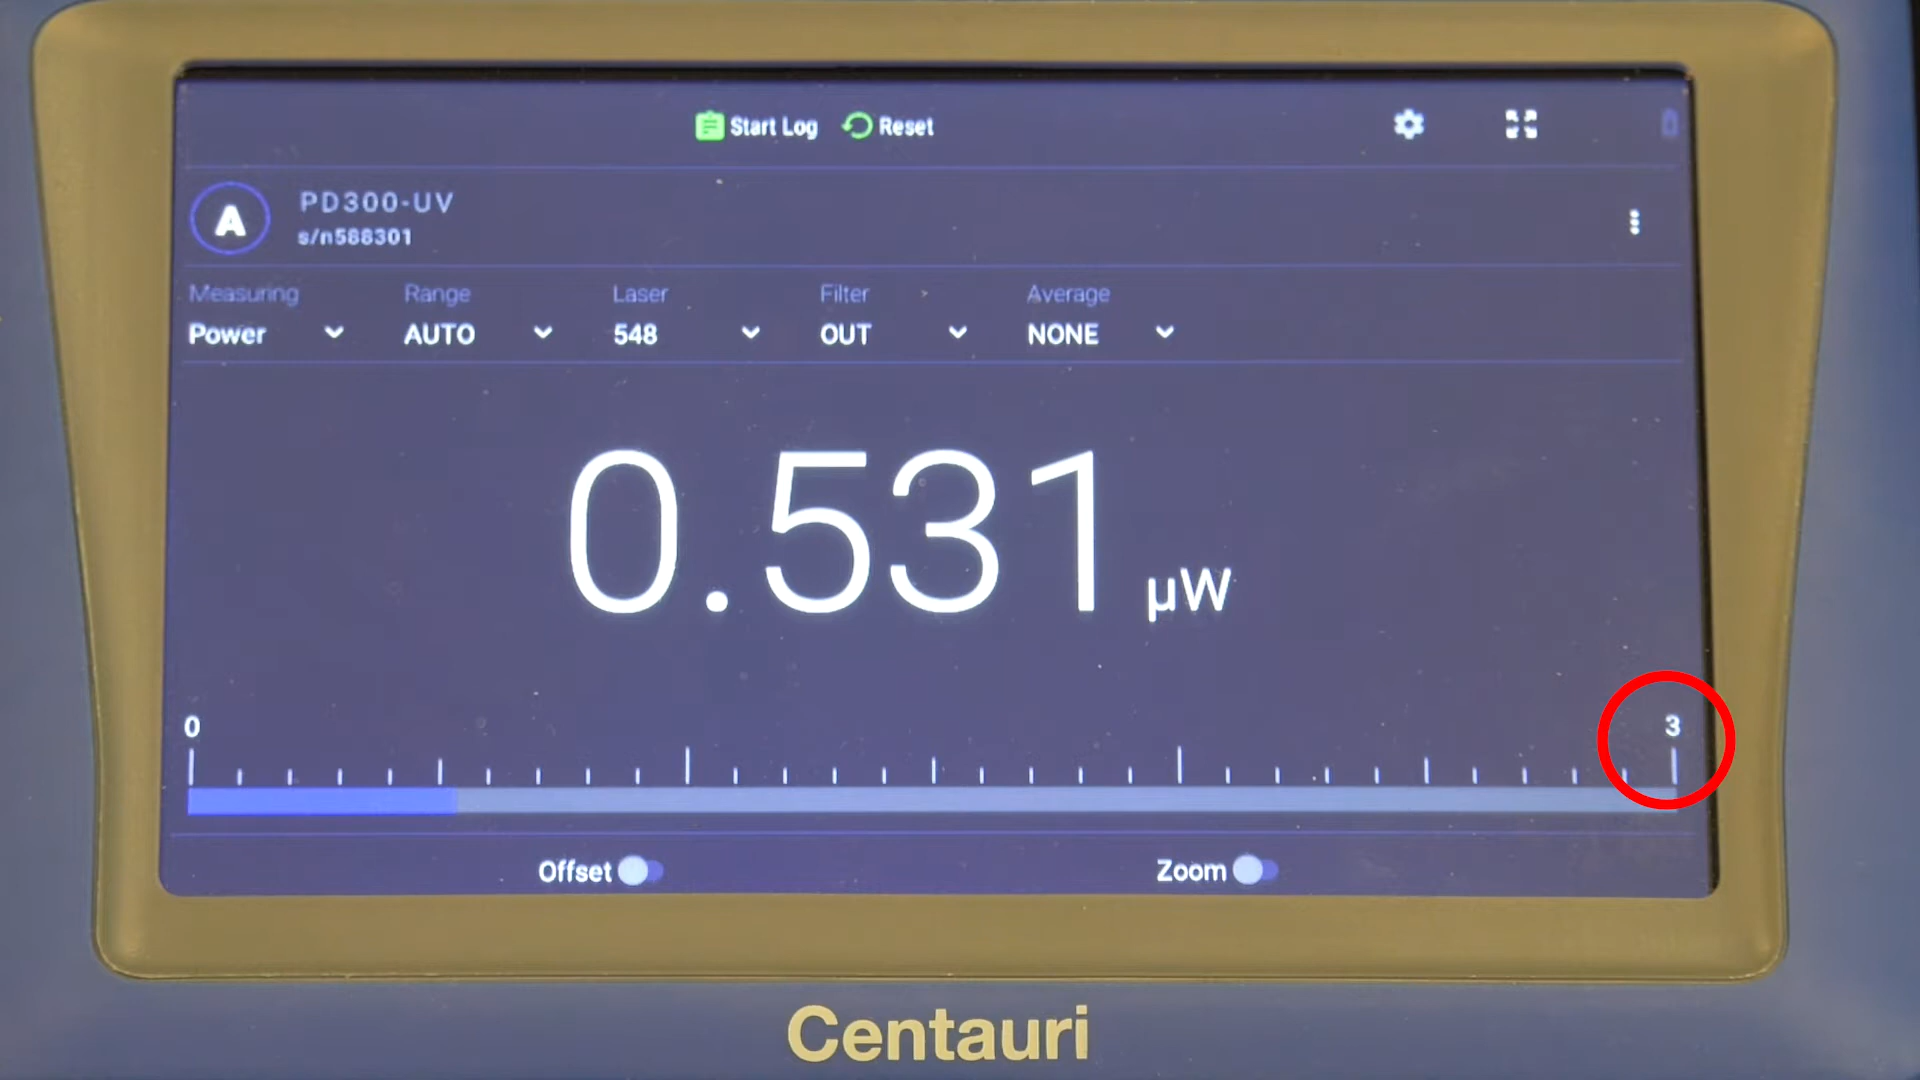 Start Log Reset
A
PD300-UV
s/n588301
Measuring Range Laser Filter Average
Power AUTO 548 OUT NONE
0.531 µW
0 3
Offset Zoom
Centauri